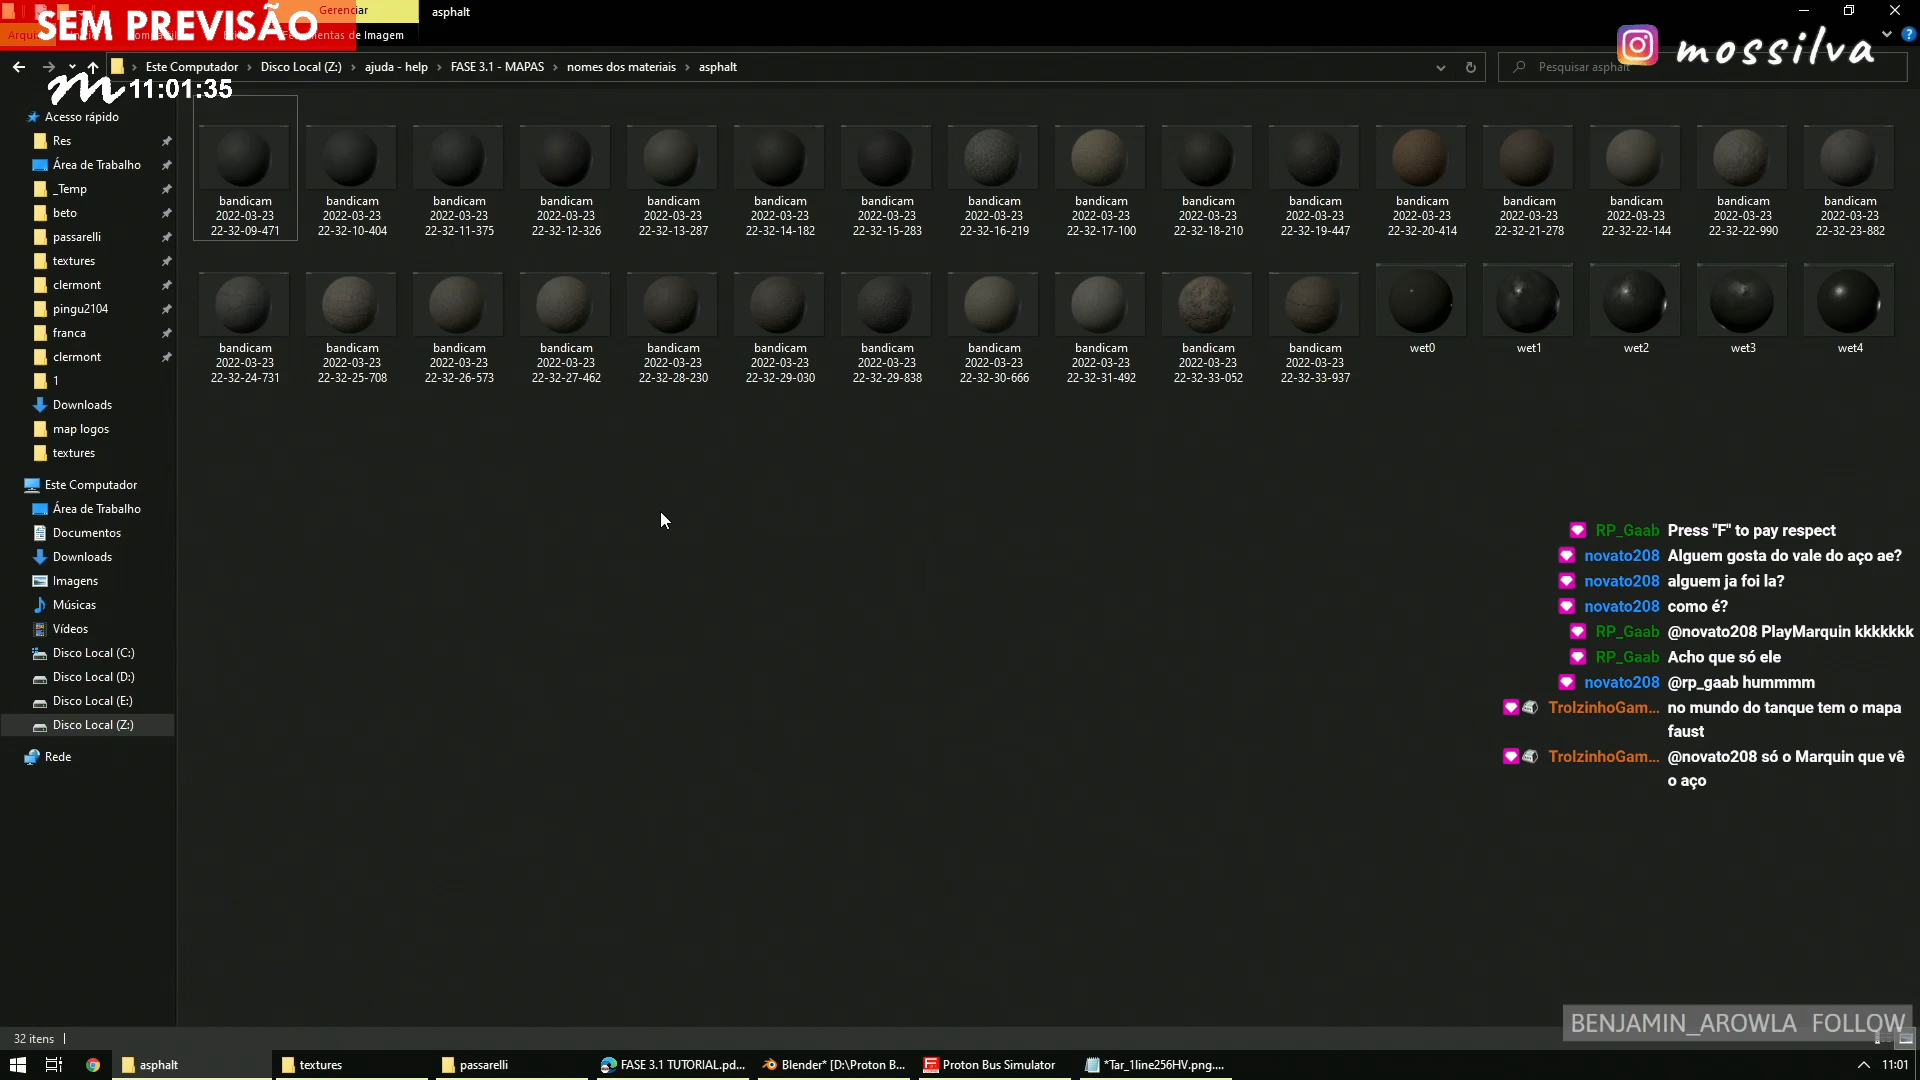 SEM PREVISÃO
Gerenciar
asphalt
de Imagem
mossilva
Este Computador
Disco Local (Z:)
ajuda - help
FASE 3.1 - MAPAS
nomes dos materiais
asphalt
Pesquisar asphalt
m 11:01:35
Acesso rápido
Res
Área de Trabalho
_Temp
beto
passarelli
textures
clermont
pingu2104
franca
clermont
1
Downloads
map logos
textures
Este Computador
Área de Trabalho
Documentos
Downloads
Imagens
Músicas
Vídeos
Disco Local (C:)
Disco Local (D:)
Disco Local (E:)
Disco Local (Z:)
Rede
bandicam
2022-03-23
22-32-09-471
bandicam
2022-03-23
22-32-10-404
bandicam
2022-03-23
22-32-11-375
bandicam
2022-03-23
22-32-12-326
bandicam
2022-03-23
22-32-13-287
bandicam
2022-03-23
22-32-14-182
bandicam
2022-03-23
22-32-15-283
bandicam
2022-03-23
22-32-16-219
bandicam
2022-03-23
22-32-17-100
bandicam
2022-03-23
22-32-18-210
bandicam
2022-03-23
22-32-19-447
bandicam
2022-03-23
22-32-20-414
bandicam
2022-03-23
22-32-21-278
bandicam
2022-03-23
22-32-22-144
bandicam
2022-03-23
22-32-22-990
bandicam
2022-03-23
22-32-23-882
bandicam
2022-03-23
22-32-24-731
bandicam
2022-03-23
22-32-25-708
bandicam
2022-03-23
22-32-26-573
bandicam
2022-03-23
22-32-27-462
bandicam
2022-03-23
22-32-28-230
bandicam
2022-03-23
22-32-29-030
bandicam
2022-03-23
22-32-29-838
bandicam
2022-03-23
22-32-30-666
bandicam
2022-03-23
22-32-31-492
bandicam
2022-03-23
22-32-33-052
bandicam
2022-03-23
22-32-33-937
wet0
wet1
wet2
wet3
wet4
RP_Gaab Press "F" to pay respect
novato208 Alguem gosta do vale do aço ae?
novato208 alguem ja foi la?
novato208 como é?
RP_Gaab @novato208 PlayMarquin kkkkkkk
RP_Gaab Acho que só ele
novato208 @rp_gaab hummmm
TrolzinhoGam... no mundo do tanque tem o mapa
faust
TrolzinhoGam... @novato208 só o Marquin que vê
o aço
BENJAMIN_AROWLA FOLLOW
32 itens
asphalt
textures
passarelli
FASE 3.1 TUTORIAL.pd...
Blender* [D:\Proton B...
Proton Bus Simulator
*Tar_1line256HV.png....
11:01